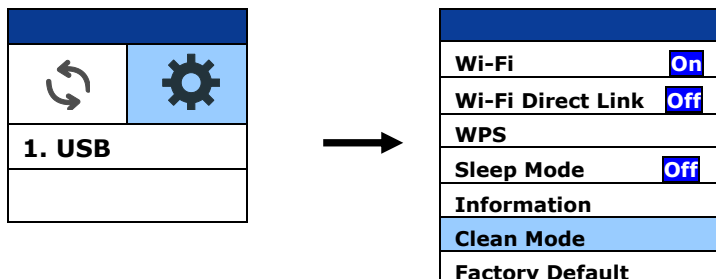 1. USB
Wi-Fi On
Wi-Fi Direct Link Off
WPS
Sleep Mode Off
Information
Clean Mode
Factory Default